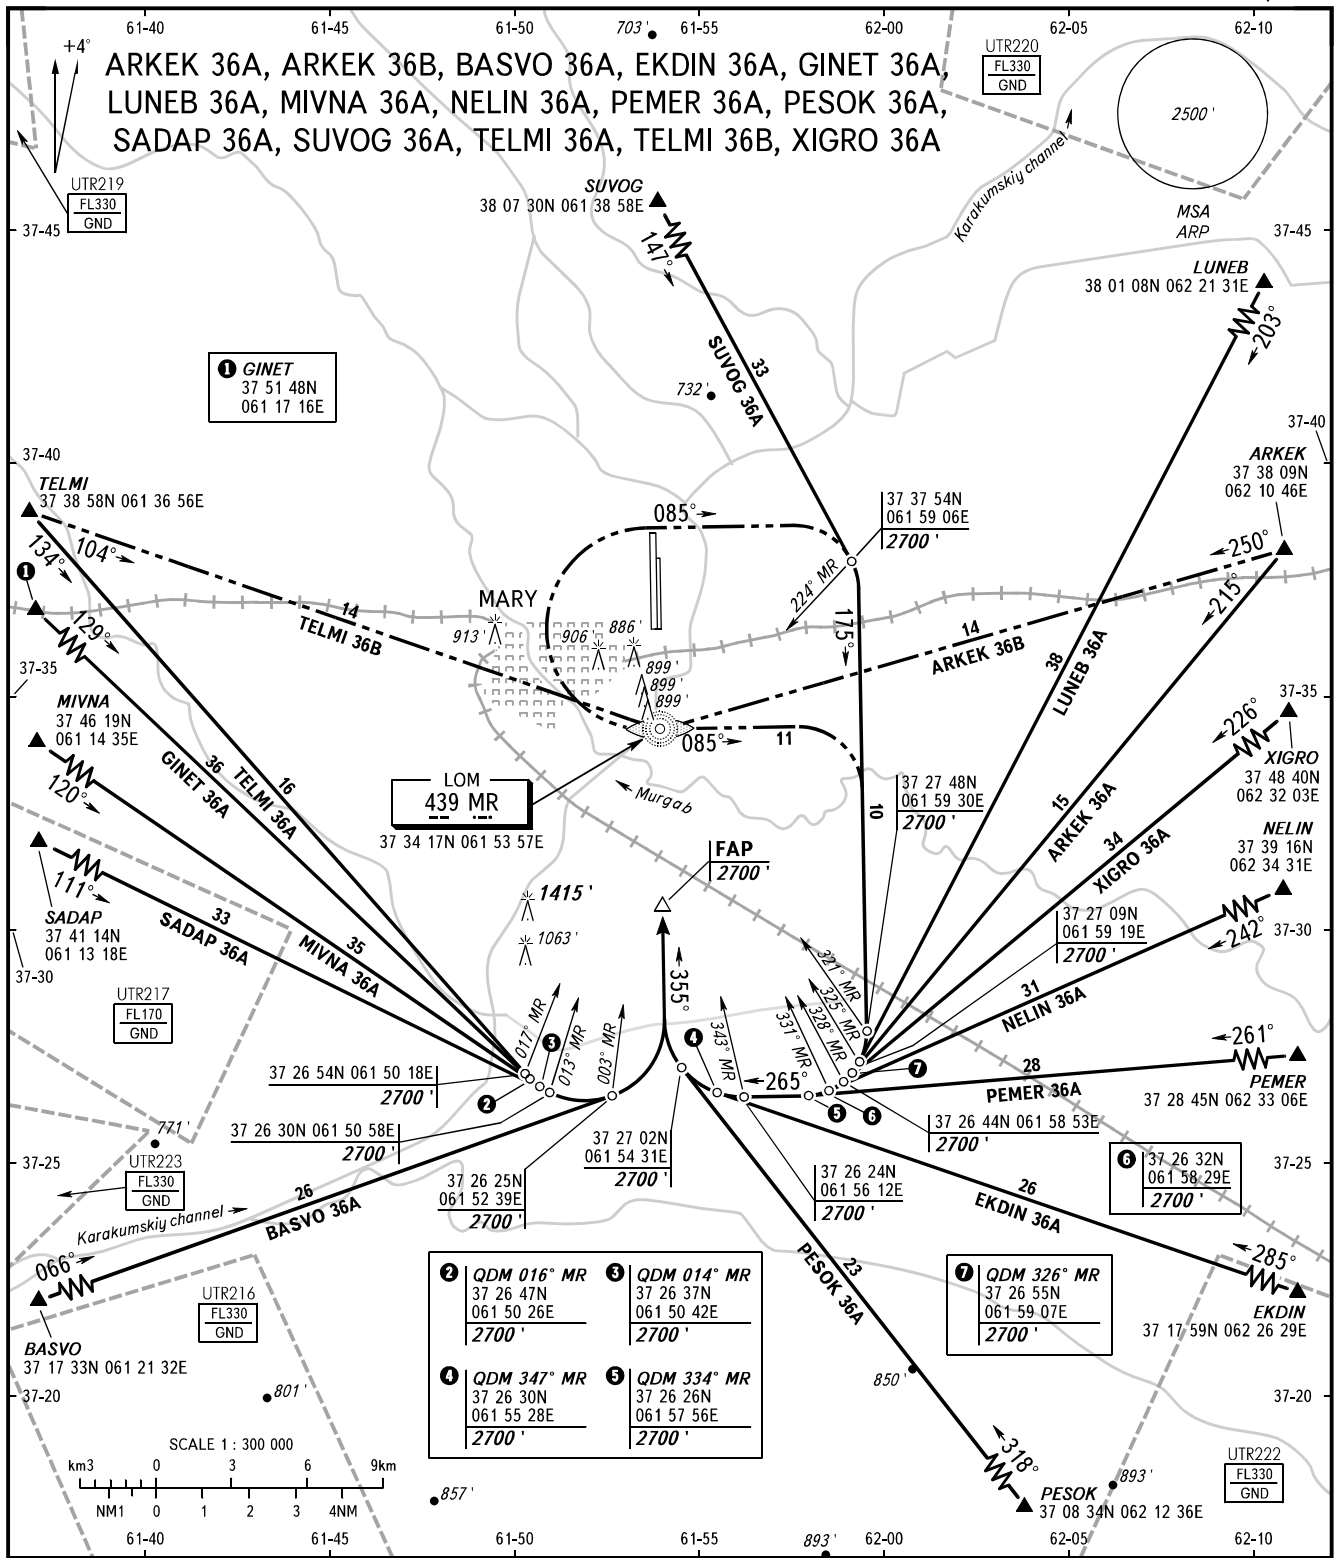 61-40
61-45
61-50
61-55
62-00
62-05
62-10
+4°
703'
ARKEK 36A, ARKEK 36B, BASVO 36A, EKDIN 36A, GINET 36A,
LUNEB 36A, MIVNA 36A, NELIN 36A, PEMER 36A, PESOK 36A,
SADAP 36A, SUVOG 36A, TELMI 36A, TELMI 36B, XIGRO 36A
UTR220
FL330
GND
2500'
MSA
ARP
Karakumskiy channel
UTR219
FL330
GND
37-45
37-45
SUVOG
38 07 30N 061 38 58E
147°
33
SUVOG 36A
LUNEB
38 01 08N 062 21 31E
203°
1 GINET
37 51 48N
061 17 16E
732'
37-40
37-40
ARKEK
37 38 09N
062 10 46E
TELMI
37 38 58N 061 36 56E
37 37 54N
061 59 06E
2700'
085°
224° MR
175°
104°
134°
250°
215°
1
129°
MARY
913'
906'
886'
899'
899'
899'
14
TELMI 36B
14
ARKEK 36B
38
LUNEB 36A
37-35
37-35
MIVNA
37 46 19N
061 14 35E
120°
226°
XIGRO
37 48 40N
062 32 03E
36
GINET 36A
16
TELMI 36A
085°
11
LOM
439 MR
37 34 17N 061 53 57E
Murgab
37 27 48N
061 59 30E
2700'
10
15
ARKEK 36A
34
XIGRO 36A
NELIN
37 39 16N
062 34 31E
FAP
2700'
111°
SADAP
37 41 14N
061 13 18E
33
SADAP 36A
35
MIVNA 36A
1415'
1063'
37 27 09N
061 59 19E
2700'
242°
37-30
37-30
31
NELIN 36A
355°
321° MR
325° MR
328° MR
331° MR
343° MR
017° MR
013° MR
003° MR
3
4
7
UTR217
FL170
GND
261°
28
PEMER 36A
PEMER
37 28 45N 062 33 06E
37 26 54N 061 50 18E
2700'
2
265°
5
6
37 26 44N 061 58 53E
2700'
37 26 30N 061 50 58E
2700'
771'
37-25
37-25
UTR223
FL330
GND
37 27 02N
061 54 31E
2700'
37 26 25N
061 52 39E
2700'
37 26 24N
061 56 12E
2700'
6 37 26 32N
061 58 29E
2700'
26
BASVO 36A
Karakumskiy channel
26
EKDIN 36A
066°
285°
23
PESOK 36A
2 QDM 016° MR
37 26 47N
061 50 26E
2700'
3 QDM 014° MR
37 26 37N
061 50 42E
2700'
4 QDM 347° MR
37 26 30N
061 55 28E
2700'
5 QDM 334° MR
37 26 26N
061 57 56E
2700'
7 QDM 326° MR
37 26 55N
061 59 07E
2700'
UTR216
FL330
GND
BASVO
37 17 33N 061 21 32E
EKDIN
37 17 59N 062 26 29E
37-20
37-20
801'
850'
SCALE 1 : 300 000
km3 0 3 6 9km
NM1 0 1 2 3 4NM
857'
318°
PESOK
37 08 34N 062 12 36E
893'
UTR222
FL330
GND
893'
61-40
61-45
61-50
61-55
62-00
62-05
62-10